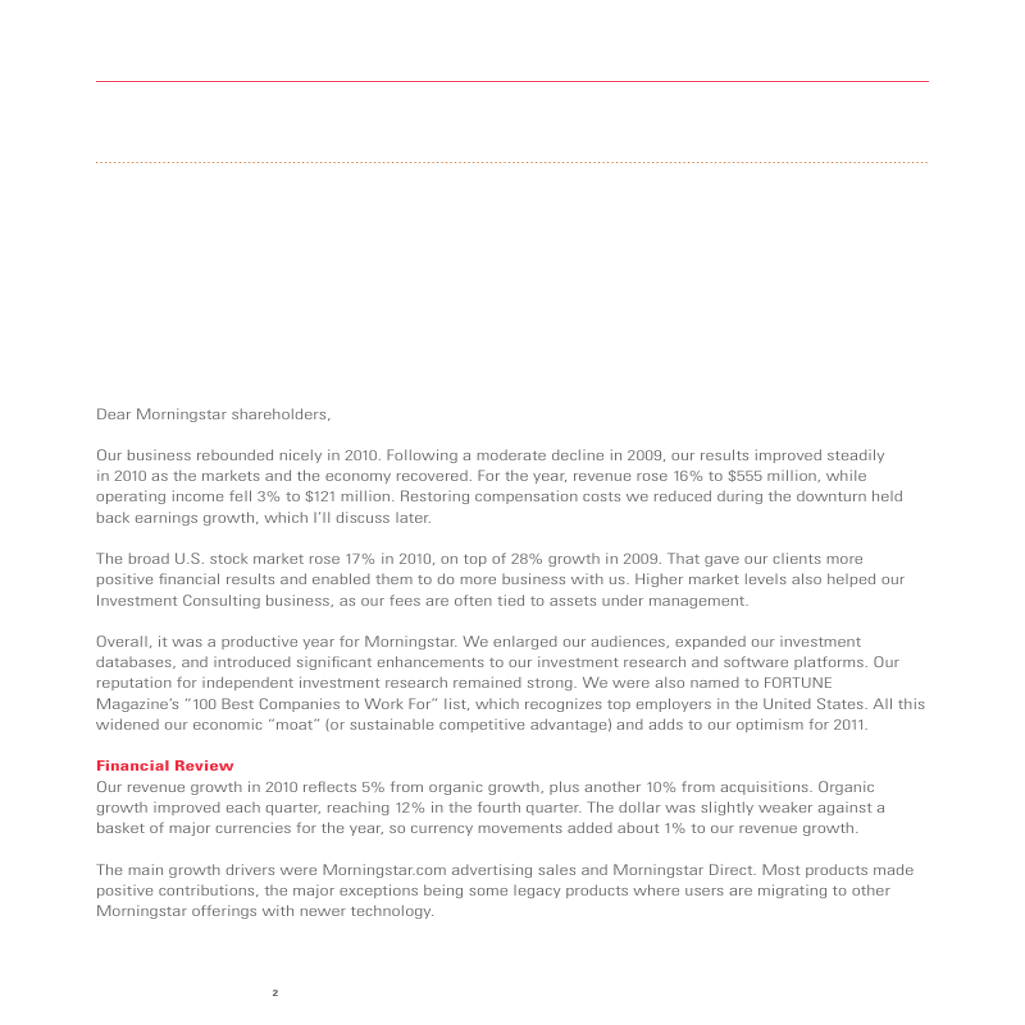 Dear Morningstar shareholders,
Our business rebounded nicely in 2010. Following a moderate decline in 2009, our results improved steadily
in 2010 as the markets and the economy recovered. For the year, revenue rose 16% to $555 million, while
operating income fell 3% to $121 million. Restoring compensation costs we reduced during the downturn held
back earnings growth, which I’ll discuss later.
The broad U.S. stock market rose 17% in 2010, on top of 28% growth in 2009. That gave our clients more
positive financial results and enabled them to do more business with us. Higher market levels also helped our
Investment Consulting business, as our fees are often tied to assets under management.
Overall, it was a productive year for Morningstar. We enlarged our audiences, expanded our investment
databases, and introduced significant enhancements to our investment research and software platforms. Our
reputation for independent investment research remained strong. We were also named to FORTUNE
Magazine’s “100 Best Companies to Work For” list, which recognizes top employers in the United States. All this
widened our economic “moat” (or sustainable competitive advantage) and adds to our optimism for 2011.
Financial Review
Our revenue growth in 2010 reflects 5% from organic growth, plus another 10% from acquisitions. Organic
growth improved each quarter, reaching 12% in the fourth quarter. The dollar was slightly weaker against a
basket of major currencies for the year, so currency movements added about 1% to our revenue growth.
The main growth drivers were Morningstar.com advertising sales and Morningstar Direct. Most products made
positive contributions, the major exceptions being some legacy products where users are migrating to other
Morningstar offerings with newer technology.
2